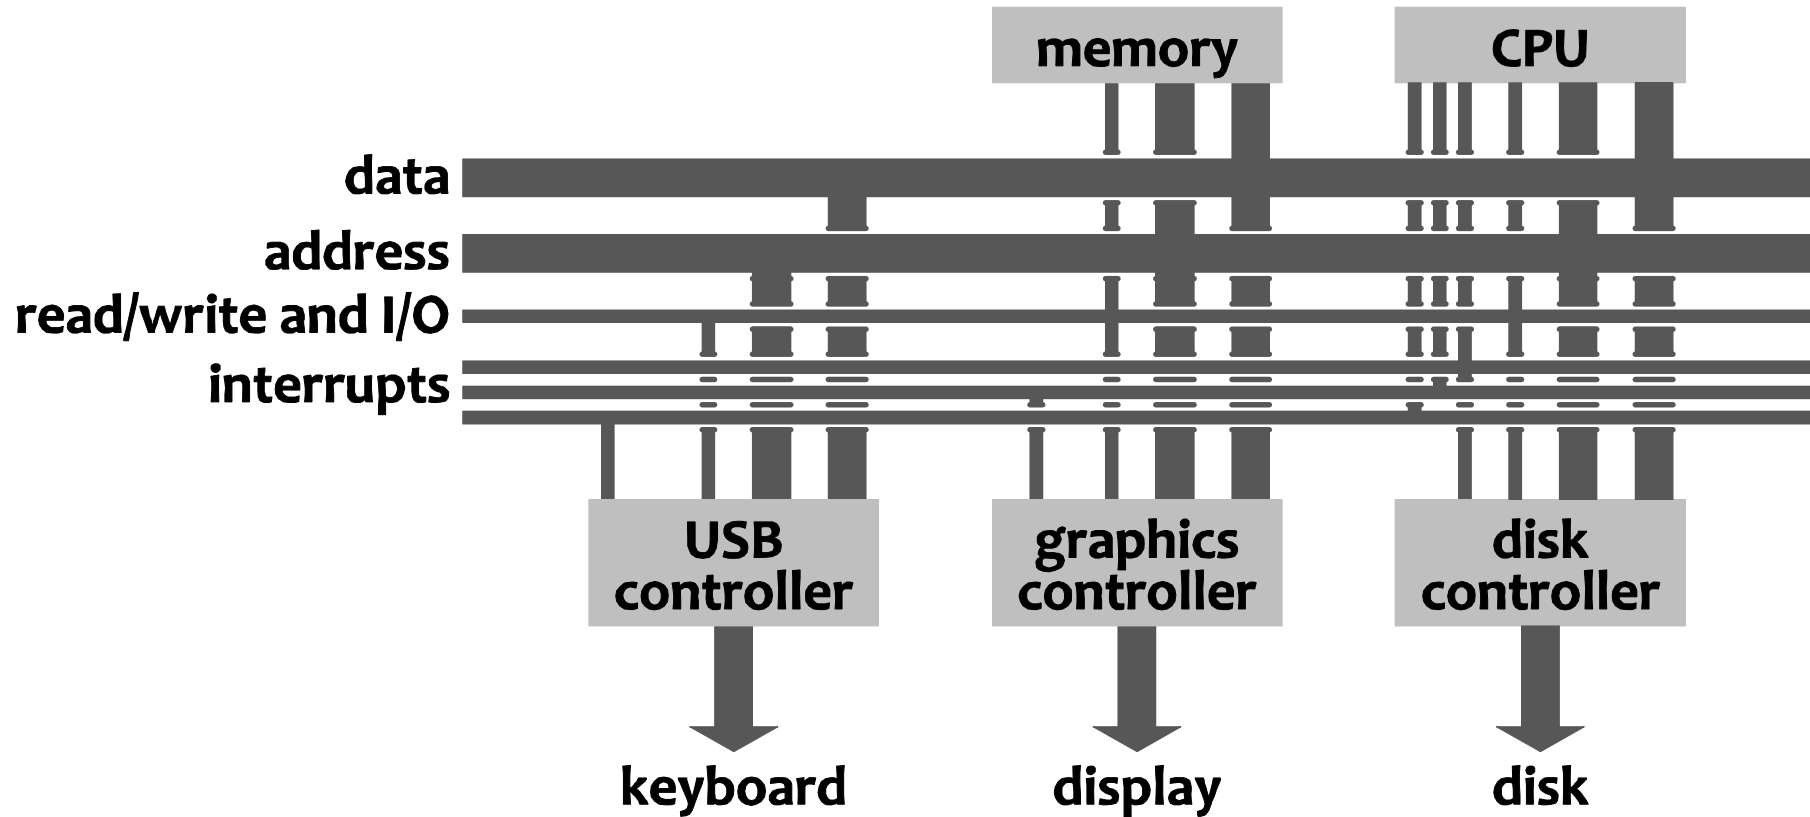 memory
CPU
data
address
read/write and I/O
interrupts
USB
controller
graphics
controller
disk
controller
keyboard
display
disk